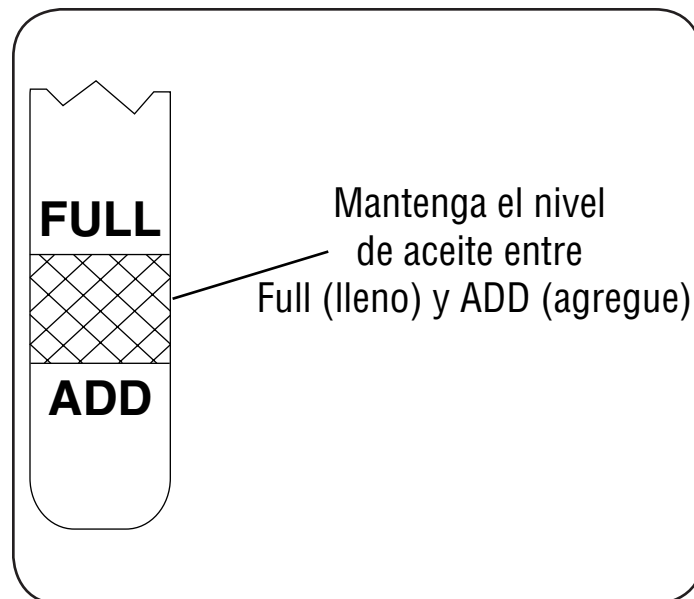 FULL
ADD
Mantenga el nivel
de aceite entre
Full (lleno) y ADD (agregue)